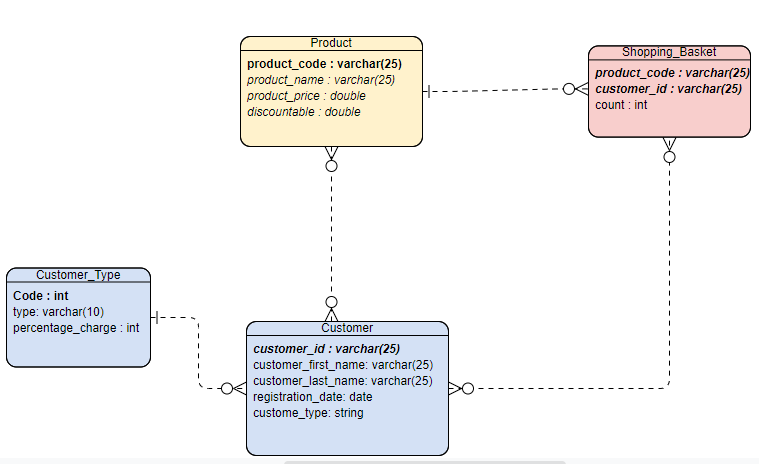 Product
product_code : varchar(25)
product_name : varchar(25)
product_price : double
discountable : double
Shopping_Basket
product_code : varchar(25)
customer_id : varchar(25)
count : int
Customer_Type
Code : int
type: varchar(10)
percentage_charge : int
Customer
customer_id : varchar(25)
customer_first_name: varchar(25)
customer_last_name: varchar(25)
registration_date: date
custome_type: string